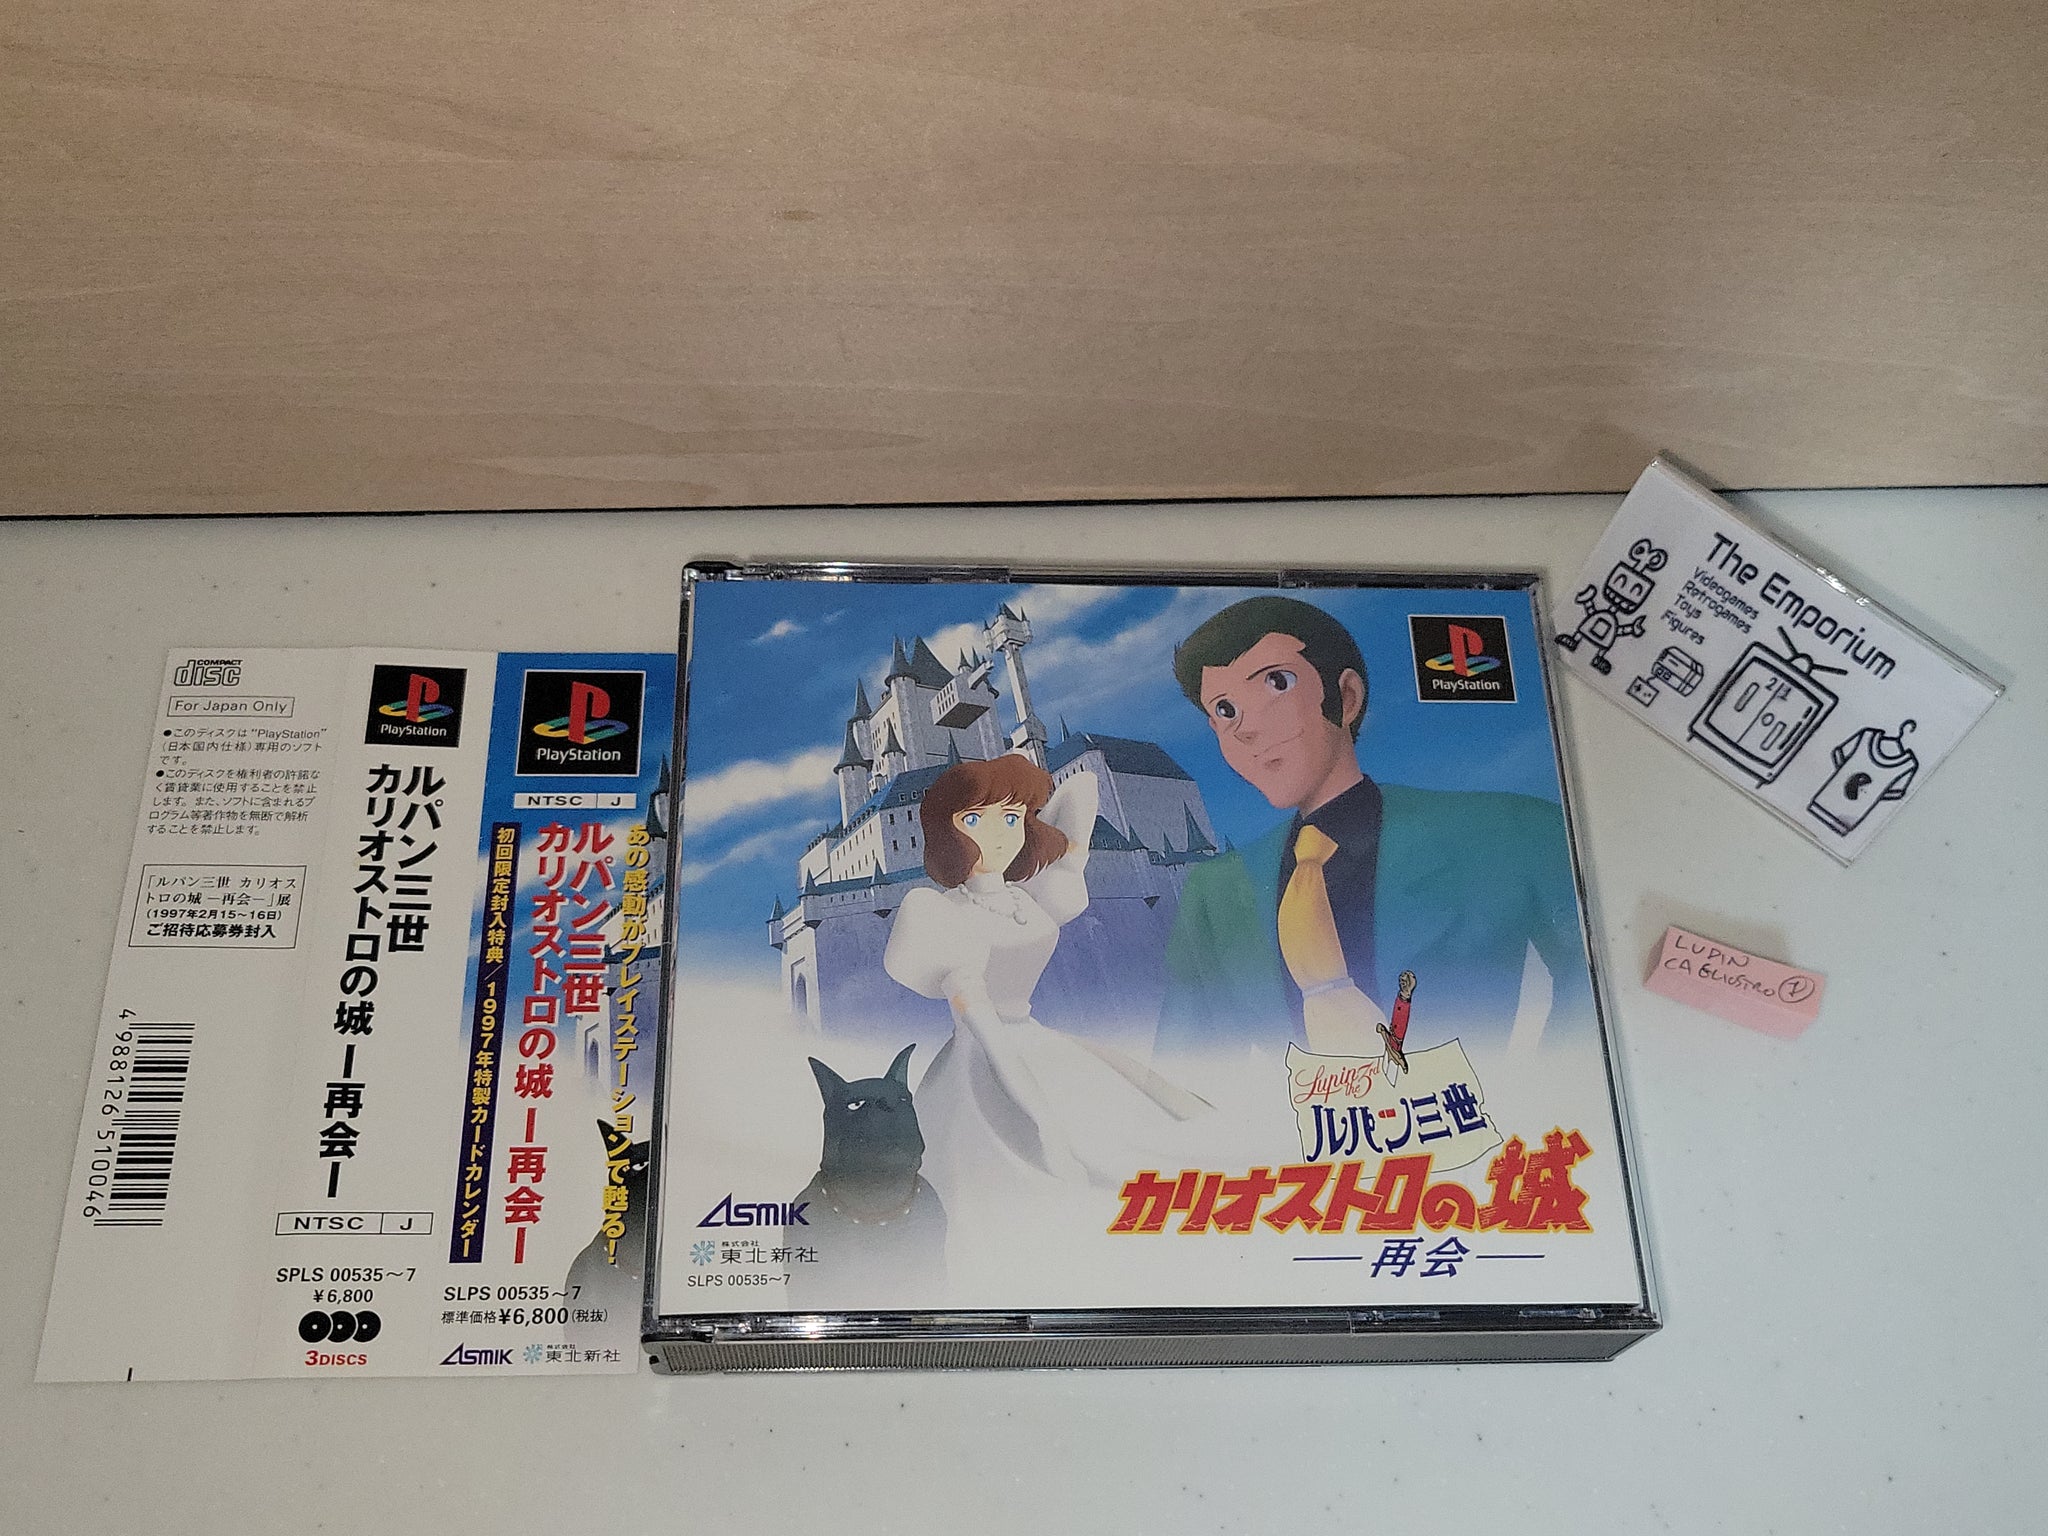 COMPACT
disc
For Japan Only
●このディスクは"PlayStation"
(日本国内仕様)専用のソフト
です。
●このディスクを権利者の許諾な
く賃貸業に使用することを禁止
します。また、ソフトに含まれるプ
ログラム等著作物を無断で解析
することを禁止します。
「ルパン三世 カリオス
トロの城 ―再会―」展
(1997年2月15~16日)
ご招待応募券封入
4 988126 510046
PlayStation
ルパン三世
カリオストロの城 ―再会―
NTSC J
SPLS 00535~7
¥6,800
3DISCS
PlayStation
NTSC J
あの感動がプレイステーションで甦る!
ルパン三世
カリオストロの城 ―再会―
初回限定封入特典/1997年特製カードカレンダー
SLPS 00535~7
標準価格¥6,800(税抜)
ASMIK
株式会社
東北新社
PlayStation
Lupin the 3rd
ルパン三世
カリオストロの城
―再会―
ASMIK
株式会社
東北新社
SLPS 00535~7
The Emporium
Videogames
Retrogames
Toys
Figures
21
LUPIN
CAGLIOSTRO 1